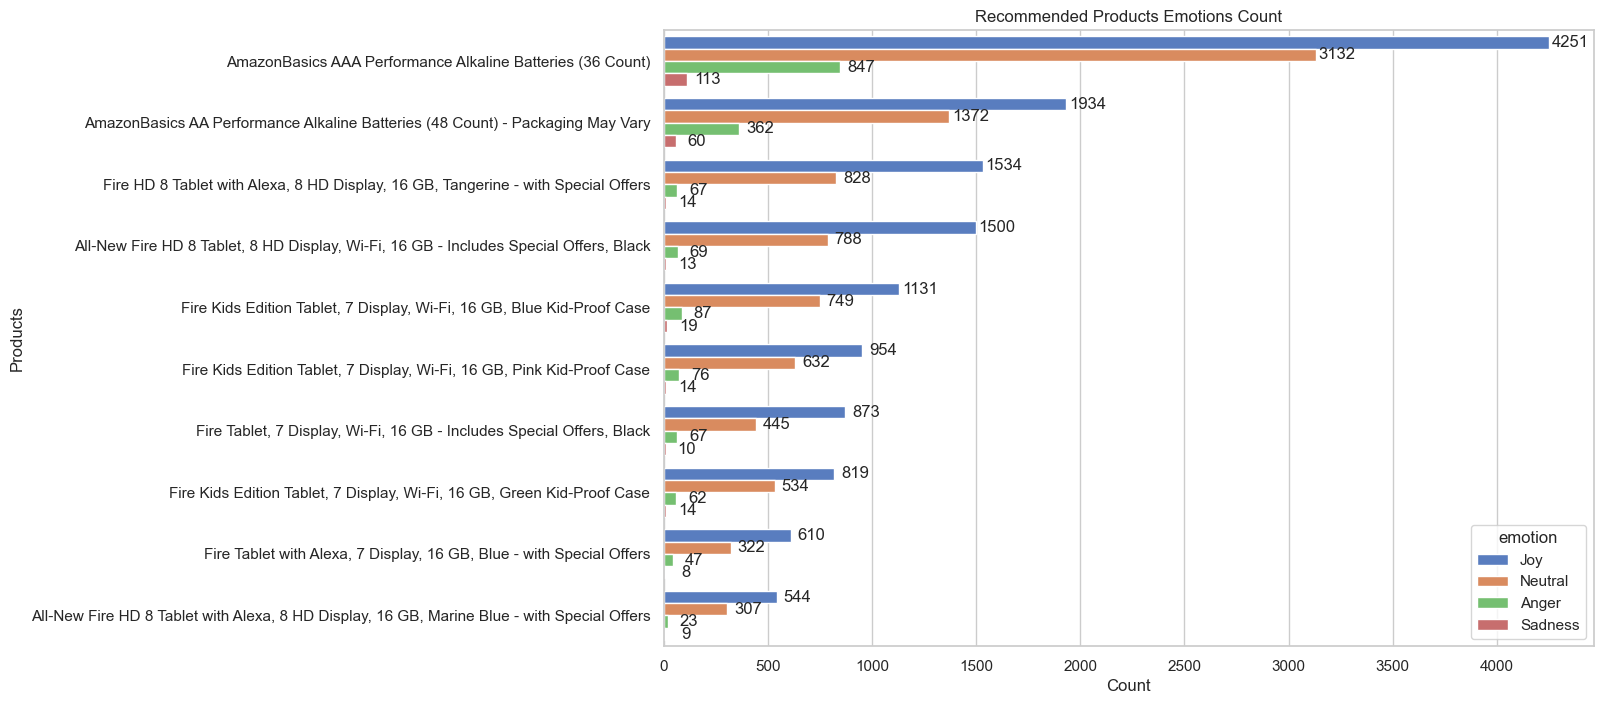 Recommended Products Emotions Count
Products
AmazonBasics AAA Performance Alkaline Batteries (36 Count)
4251
3132
847
113
AmazonBasics AA Performance Alkaline Batteries (48 Count) - Packaging May Vary
1934
1372
362
60
Fire HD 8 Tablet with Alexa, 8 HD Display, 16 GB, Tangerine - with Special Offers
1534
828
67
14
All-New Fire HD 8 Tablet, 8 HD Display, Wi-Fi, 16 GB - Includes Special Offers, Black
1500
788
69
13
Fire Kids Edition Tablet, 7 Display, Wi-Fi, 16 GB, Blue Kid-Proof Case
1131
749
87
19
Fire Kids Edition Tablet, 7 Display, Wi-Fi, 16 GB, Pink Kid-Proof Case
954
632
76
14
Fire Tablet, 7 Display, Wi-Fi, 16 GB - Includes Special Offers, Black
873
445
67
10
Fire Kids Edition Tablet, 7 Display, Wi-Fi, 16 GB, Green Kid-Proof Case
819
534
62
14
Fire Tablet with Alexa, 7 Display, 16 GB, Blue - with Special Offers
610
322
47
8
All-New Fire HD 8 Tablet with Alexa, 8 HD Display, 16 GB, Marine Blue - with Special Offers
544
307
23
9
emotion
Joy
Neutral
Anger
Sadness
0 500 1000 1500 2000 2500 3000 3500 4000
Count